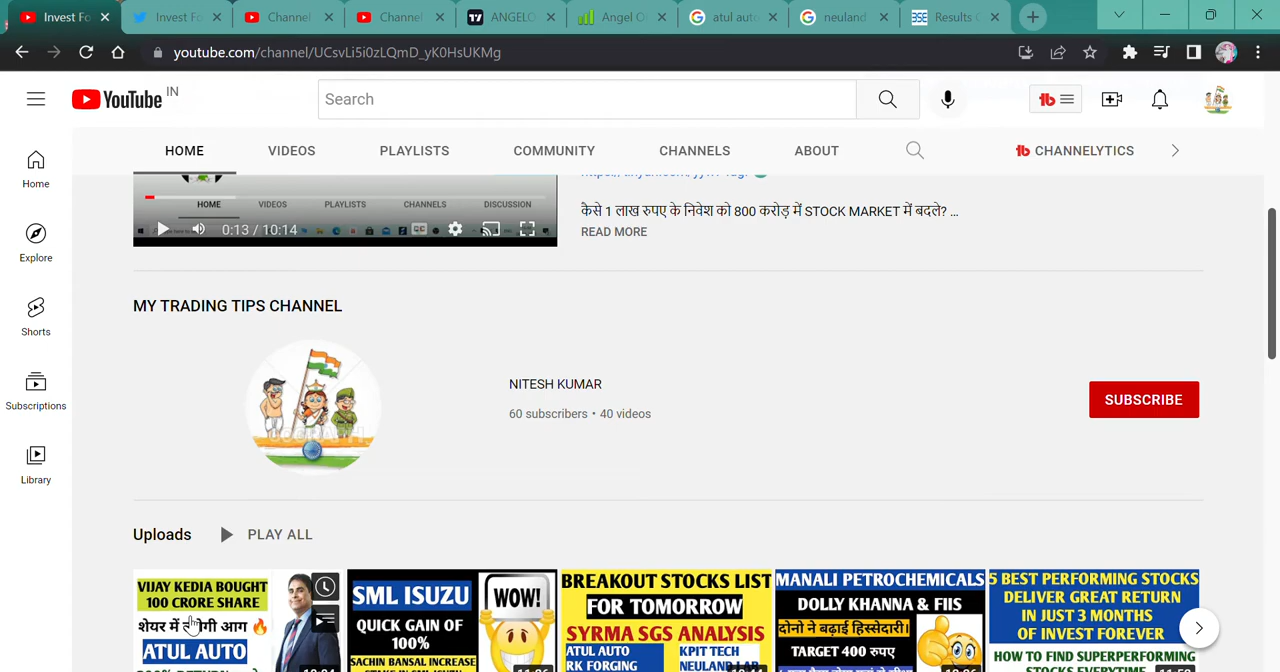 Invest Fo
Invest Fo
Channel
Channel
ANGELO
Angel O
atul auto
neuland
Results C
youtube.com/channel/UCsvLi5i0zLQmD_yK0HsUKMg
YouTube IN
Search
HOME
VIDEOS
PLAYLISTS
COMMUNITY
CHANNELS
ABOUT
CHANNELYTICS
Home
Explore
Shorts
Subscriptions
Library
HOME
VIDEOS
PLAYLISTS
CHANNELS
DISCUSSION
0:13 / 10:14
कैसे 1 लाख रुपए के निवेश को 800 करोड़ में STOCK MARKET में बदले? ...
READ MORE
MY TRADING TIPS CHANNEL
NITESH KUMAR
60 subscribers • 40 videos
SUBSCRIBE
Uploads
PLAY ALL
VIJAY KEDIA BOUGHT
100 CRORE SHARE
शेयर में लगेगी आग
ATUL AUTO
SML ISUZU
QUICK GAIN OF
100%
SACHIN BANSAL INCREASE
WOW!
BREAKOUT STOCKS LIST
FOR TOMORROW
SYRMA SGS ANALYSIS
ATUL AUTO
RK FORGING
KPIT TECH
NEULAND LAB
MANALI PETROCHEMICALS
DOLLY KHANNA & FIIS
दोनो ने बढ़ाई हिस्सेदारी।
TARGET 400 रुपए
5 BEST PERFORMING STOCKS
DELIVER GREAT RETURN
IN JUST 3 MONTHS
OF INVEST FOREVER
HOW TO FIND SUPERPERFORMING